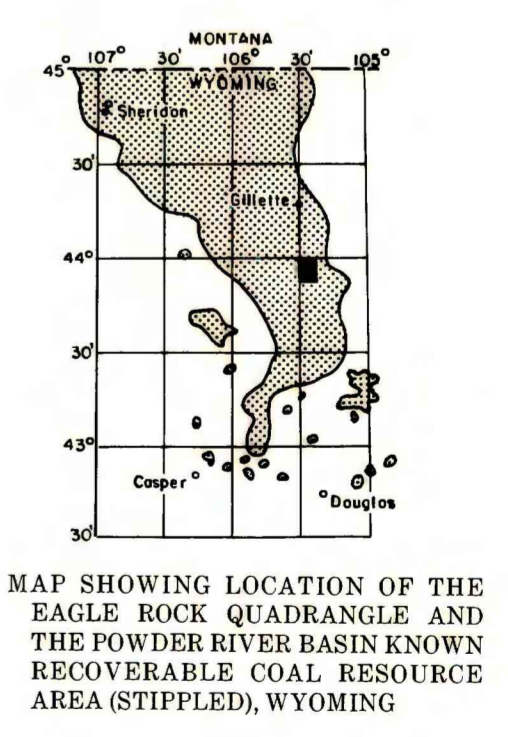 MONTANA
107° 30' 106° 30' 105°
45°
WYOMING
Sheridon
30'
Gillette
44°
30'
43°
Casper
Douglas
30'
MAP SHOWING LOCATION OF THE
EAGLE ROCK QUADRANGLE AND
THE POWDER RIVER BASIN KNOWN
RECOVERABLE COAL RESOURCE
AREA (STIPPLED), WYOMING